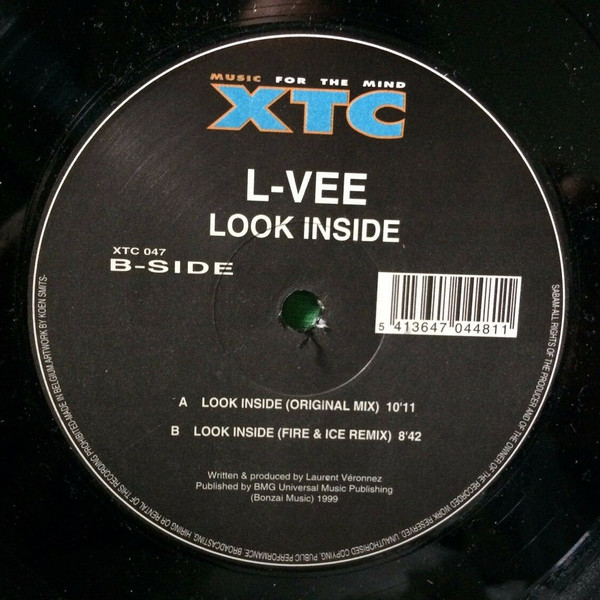 MUSIC FOR THE MIND
XTC
L-VEE
LOOK INSIDE
XTC 047
B-SIDE
5 413647 044811
A LOOK INSIDE (ORIGINAL MIX) 10'11
B LOOK INSIDE (FIRE & ICE REMIX) 8'42
Written & produced by Laurent Véronnez
Published by BMG Universal Music Publishing
(Bonzai Music) 1999
SABAM-ALL RIGHTS OF THE PRODUCER AND OF THE OWNER OF THE RECORDED WORK RESERVED. UNAUTHORISED COPYING, PUBLIC PERFORMANCE, BROADCASTING, HIRING OR RENTAL OF THIS RECORDING PROHIBITED-MADE IN BELGIUM.ARTWORK BY KOEN SMITS-